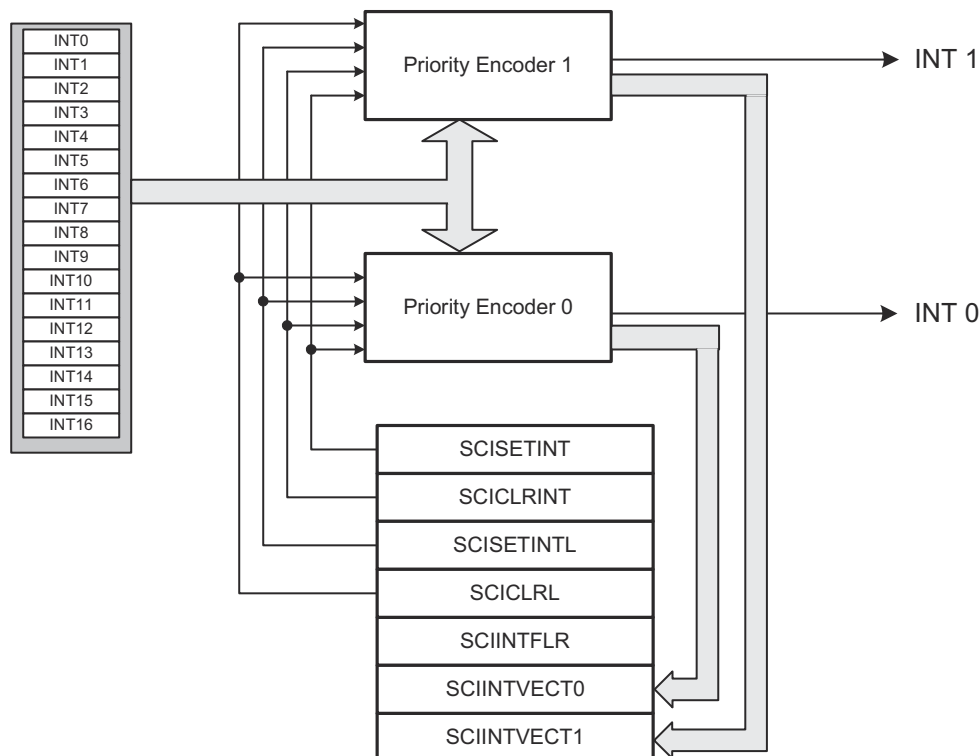 INT0
INT1
INT2
INT3
INT4
INT5
INT6
INT7
INT8
INT9
INT10
INT11
INT12
INT13
INT14
INT15
INT16
Priority Encoder 1
INT 1
Priority Encoder 0
INT 0
SCISETINT
SCICLRINT
SCISETINTL
SCICLRL
SCIINTFLR
SCIINTVECT0
SCIINTVECT1